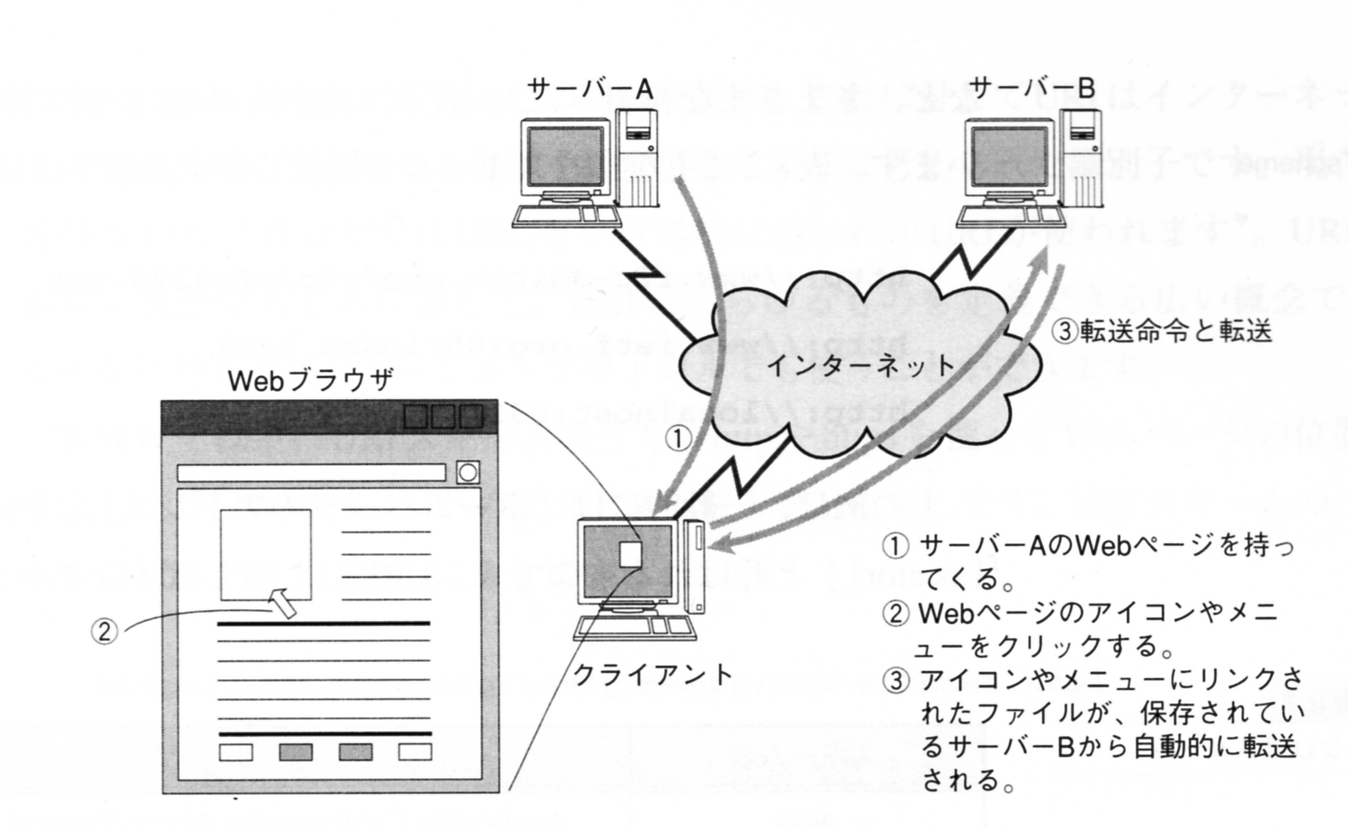 サーバーA
サーバーB
インターネット
③転送命令と転送
Webブラウザ
①
②
クライアント
① サーバーAのWebページを持っ
てくる。
② Webページのアイコンやメニ
ューをクリックする。
③ アイコンやメニューにリンクさ
れたファイルが、保存されてい
るサーバーBから自動的に転送
される。